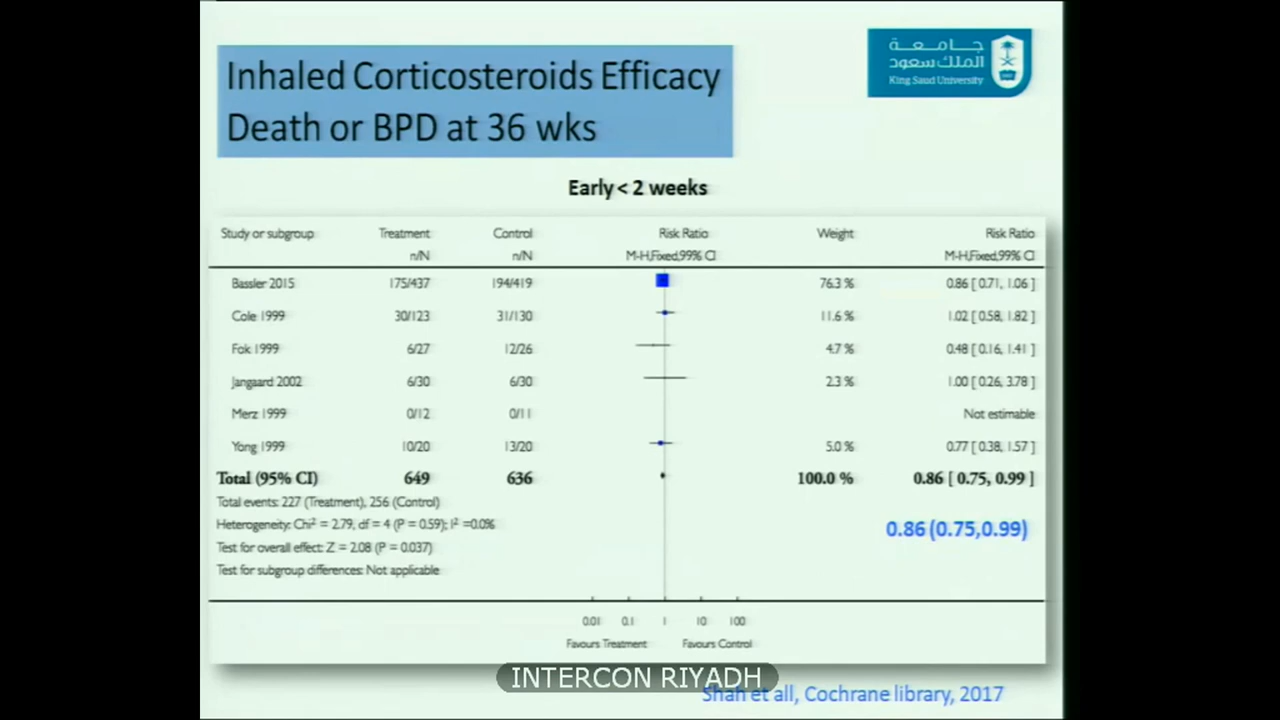 Inhaled Corticosteroids Efficacy
Death or BPD at 36 wks
جامعة
الملك سعود
King Saud University
Early < 2 weeks
Study or subgroup Treatment Control Risk Ratio Weight Risk Ratio
n/N n/N M-H,Fixed,99% CI M-H,Fixed,99% CI
Bassler 2015 175/437 194/419 76.3 % 0.86 [ 0.71, 1.06 ]
Cole 1999 30/123 31/130 11.6 % 1.02 [ 0.58, 1.82 ]
Fok 1999 6/27 12/26 4.7 % 0.48 [ 0.16, 1.41 ]
Jangaard 2002 6/30 6/30 2.3 % 1.00 [ 0.26, 3.78 ]
Merz 1999 0/12 0/11 Not estimable
Yong 1999 10/20 13/20 5.0 % 0.77 [ 0.38, 1.57 ]
Total (95% CI) 649 636 100.0 % 0.86 [ 0.75, 0.99 ]
Total events: 227 (Treatment), 256 (Control)
Heterogeneity: Chi² = 2.79, df = 4 (P = 0.59); I² =0.0%
0.86 (0.75,0.99)
Test for overall effect: Z = 2.08 (P = 0.037)
Test for subgroup differences: Not applicable
0.01 0.1 1 10 100
Favours Treatment Favours Control
INTERCON RIYADH
Shah et all, Cochrane library, 2017